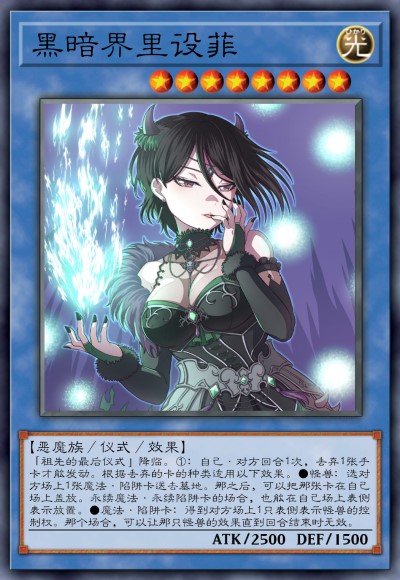 黑暗界里设菲
光
【恶魔族／仪式／效果】
「祖先的最后仪式」降临。①：自己·对方回合1次，丢弃1张手
卡才能发动。根据丢弃的卡的种类适用以下效果。●怪兽：选对
方场上1张魔法·陷阱卡送去墓地。那之后，可以把那张卡在自己
场上盖放。永续魔法·永续陷阱卡的场合，也能在自己场上表侧
表示放置。●魔法·陷阱卡：得到对方场上1只表侧表示怪兽的控
制权。那个场合，可以让那只怪兽的效果直到回合结束时无效。
ATK/2500 DEF/1500